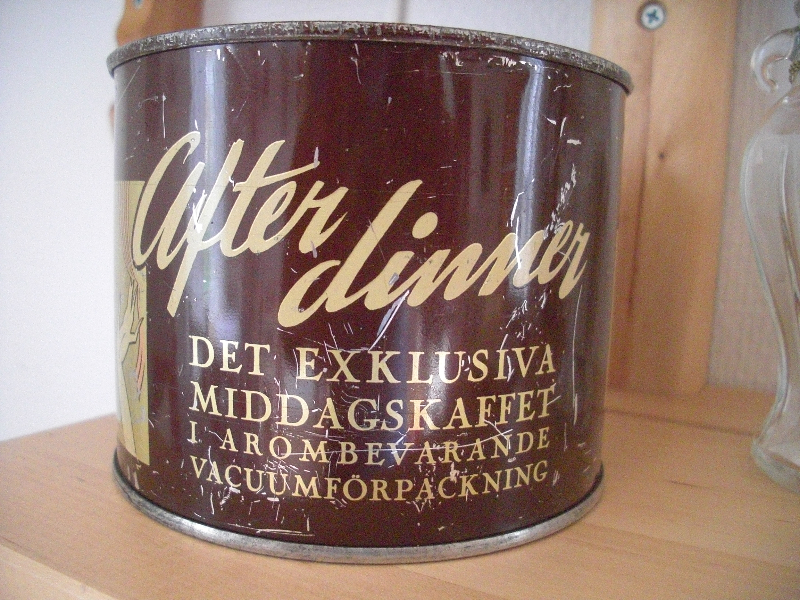 After
dinner
DET EXKLUSIVA
MIDDAGSKAFFET
I AROMBEVARANDE
VACUUMFÖRPACKNING